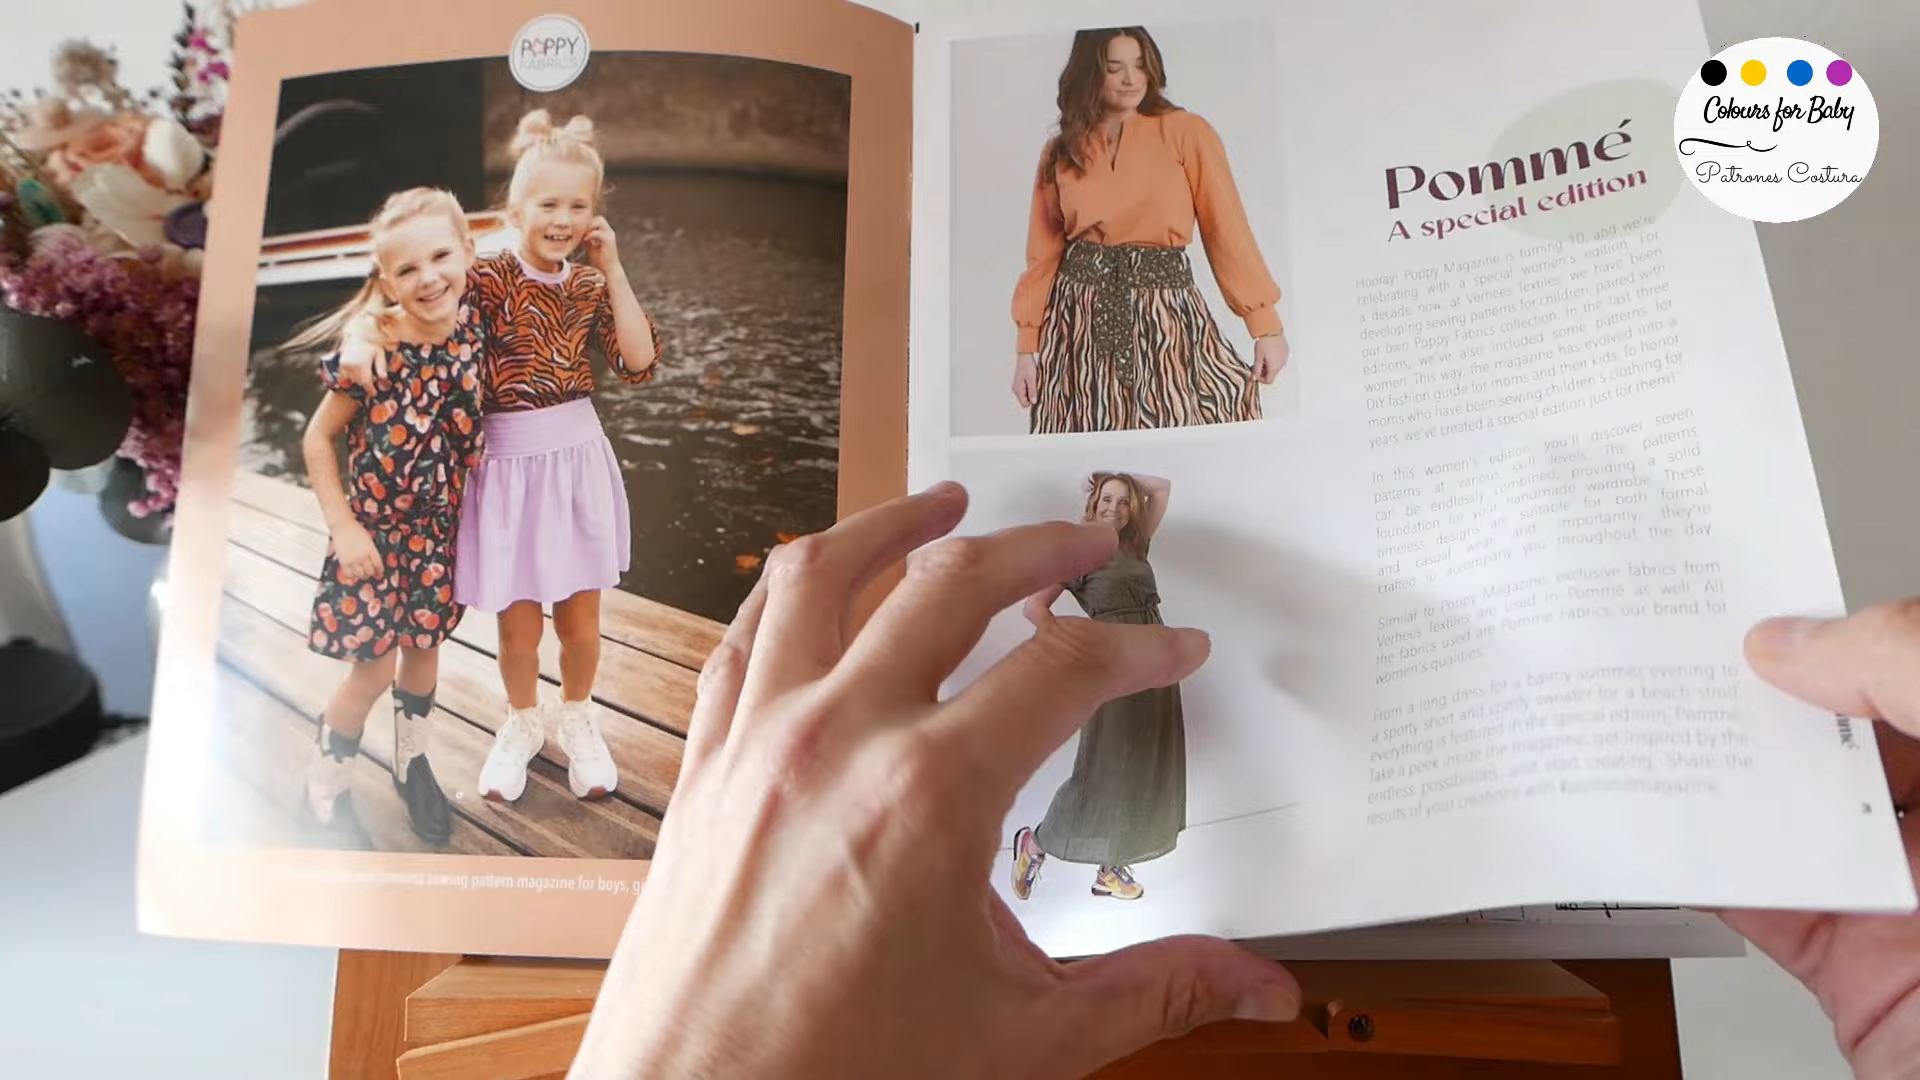 POPPY
FABRICS
sewing pattern magazine for boys,
Pommé
A special edition
Hooray! Poppy Magazine is turning 10, and we're
celebrating with a special women's edition. For
a decade now, at Verhees Textiles, we have been
developing sewing patterns for children, paired with
our own Poppy Fabrics collection. In the last three
editions, we've also included some patterns for
women. This way, the magazine has evolved into a
DIY fashion guide for moms and their kids. To honor
moms who have been sewing children's clothing for
years, we've created a special edition just for them!
In this women's edition, you'll discover seven
patterns at various skill levels. The patterns
can be endlessly combined, providing a solid
foundation for your handmade wardrobe. These
timeless designs are suitable for both formal
and casual wear, and importantly, they're
crafted to accompany you throughout the day.
Similar to Poppy Magazine, exclusive fabrics from
Verhees Textiles are used in Pommé as well. All
the fabrics used are Pomme Fabrics, our brand for
women's qualities.
From a long dress for a balmy summer evening to
a sporty short and comfy sweater for a beach stroll,
everything is featured in the special edition, Pommé.
Take a peek inside the magazine, get inspired by the
endless possibilities, and start creating. Share the
results of your creations with
3
Colours for Baby
Patrones Costura